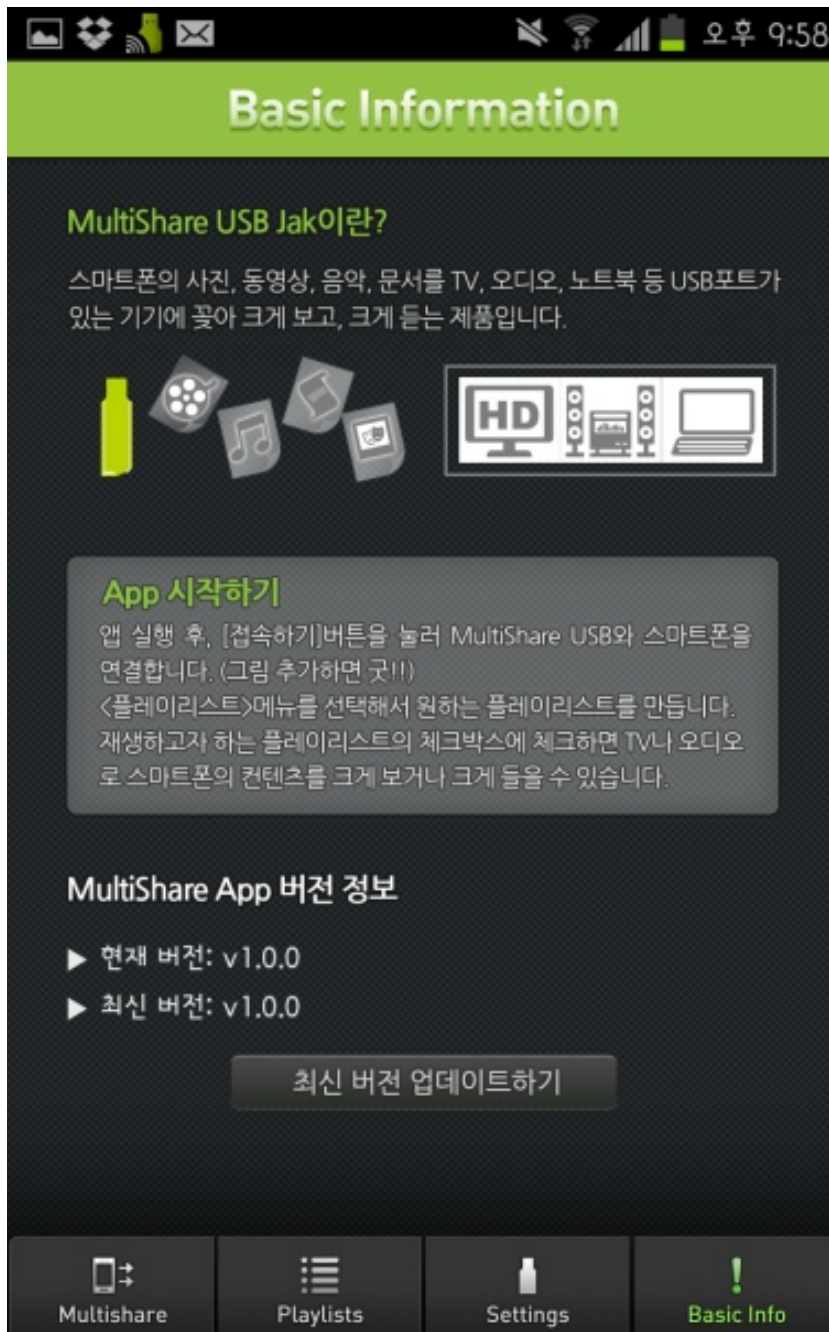 오후 9:58
Basic Information
MultiShare USB Jak이란?
스마트폰의 사진, 동영상, 음악, 문서를 TV, 오디오, 노트북 등 USB포트가
있는 기기에 꽂아 크게 보고, 크게 듣는 제품입니다.
HD
App 시작하기
앱 실행 후, [접속하기]버튼을 눌러 MultiShare USB와 스마트폰을
연결합니다. (그림 추가하면 굿!!)
<플레이리스트>메뉴를 선택해서 원하는 플레이리스트를 만듭니다.
재생하고자 하는 플레이리스트의 체크박스에 체크하면 TV나 오디오
로 스마트폰의 컨텐츠를 크게 보거나 크게 들을 수 있습니다.
MultiShare App 버전 정보
▶ 현재 버전: v1.0.0
▶ 최신 버전: v1.0.0
최신 버전 업데이트하기
Multishare
Playlists
Settings
Basic Info